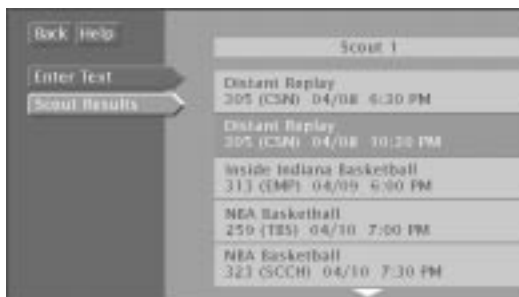 Back Help
Scout 1
Enter Text
Scout Results
Distant Replay
305 (CSN) 04/08 6:30 PM
Distant Replay
305 (CSN) 04/08 10:30 PM
Inside Indiana Basketball
313 (EMP) 04/09 6:00 PM
NBA Basketball
259 (TBS) 04/10 7:00 PM
NBA Basketball
323 (SCCH) 04/10 7:30 PM